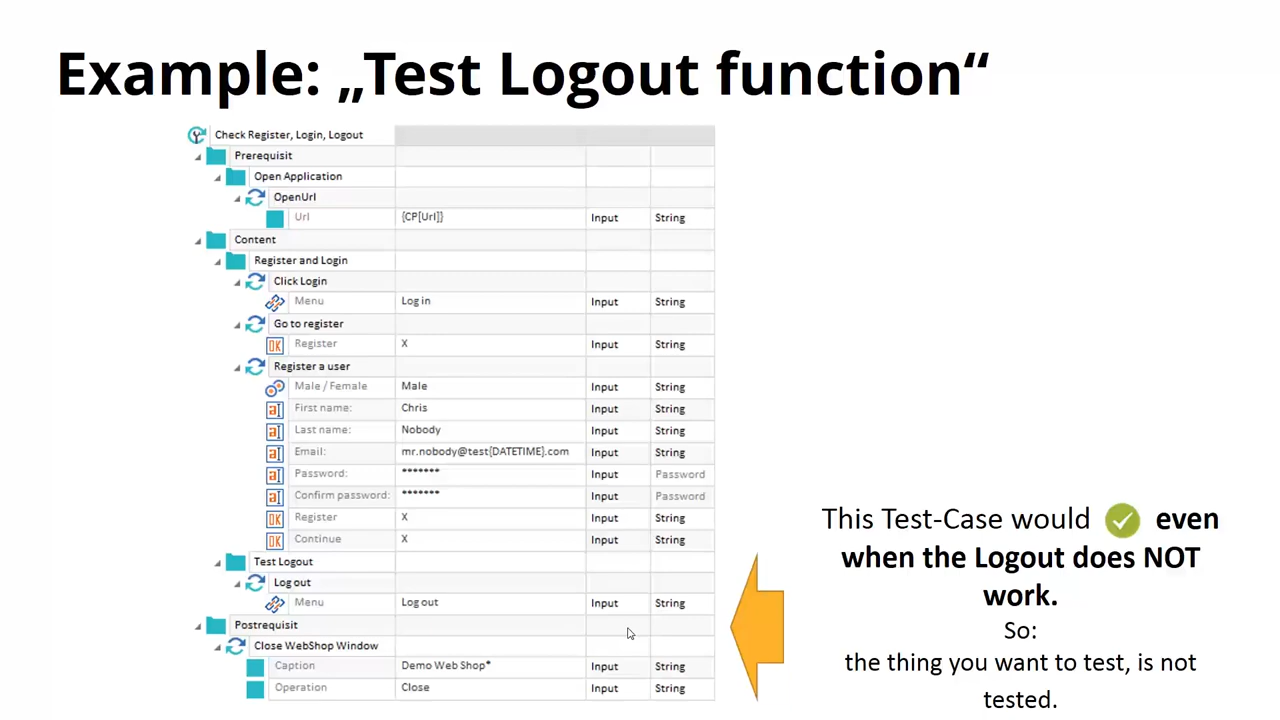 Example: „Test Logout function“
Check Register, Login, Logout
Prerequisit
Open Application
OpenUrl
Url {CP[Url]} Input String
Content
Register and Login
Click Login
Menu Log in Input String
Go to register
OK Register X Input String
Register a user
Male / Female Male Input String
a First name: Chris Input String
a Last name: Nobody Input String
a Email: mr.nobody@test{DATETIME}.com Input String
a Password: ******* Input Password
a Confirm password: ******* Input Password
OK Register X Input String
OK Continue X Input String
Test Logout
Log out
Menu Log out Input String
Postrequisit
Close WebShop Window
Caption Demo Web Shop* Input String
Operation Close Input String
This Test-Case would even
when the Logout does NOT
work.
So:
the thing you want to test, is not
tested.